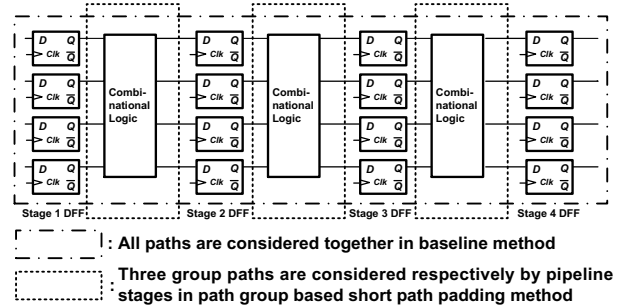 D Q D Q D Q D Q
Clk Q Clk Q Clk Q Clk Q
D Q D Q D Q D Q
Clk Q Clk Q Clk Q Clk Q
Combi-
national
Logic
Combi-
national
Logic
Combi-
national
Logic
D Q D Q D Q D Q
Clk Q Clk Q Clk Q Clk Q
D Q D Q D Q D Q
Clk Q Clk Q Clk Q Clk Q
Stage 1 DFF Stage 2 DFF Stage 3 DFF Stage 4 DFF
: All paths are considered together in baseline method
: Three group paths are considered respectively by pipeline
stages in path group based short path padding method